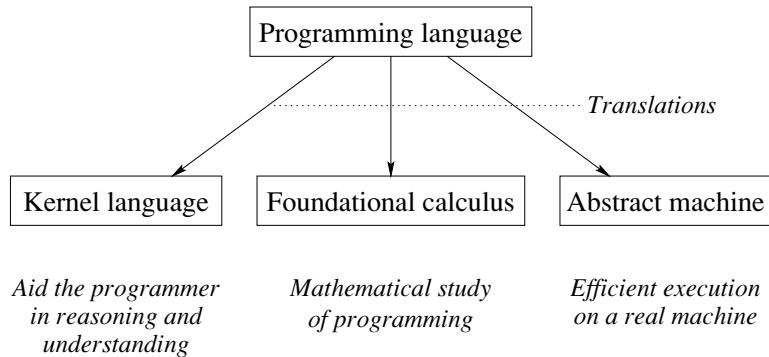 Programming language
Translations
Kernel language
Foundational calculus
Abstract machine
Aid the programmer
in reasoning and
understanding
Mathematical study
of programming
Efficient execution
on a real machine